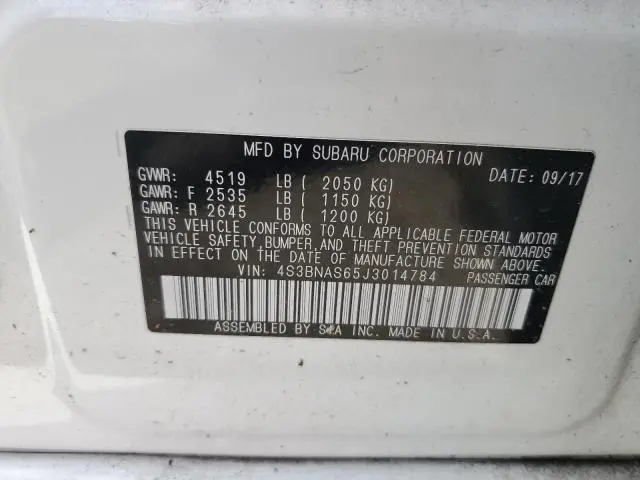 MFD BY SUBARU CORPORATION
GVWR: 4519 LB ( 2050 KG) DATE: 09/17
GAWR: F 2535 LB ( 1150 KG)
GAWR: R 2645 LB ( 1200 KG)
THIS VEHICLE CONFORMS TO ALL APPLICABLE FEDERAL MOTOR
VEHICLE SAFETY, BUMPER, AND THEFT PREVENTION STANDARDS
IN EFFECT ON THE DATE OF MANUFACTURE SHOWN ABOVE.
VIN: 4S3BNAS65J3014784 PASSENGER CAR
ASSEMBLED BY SIA INC. MADE IN U.S.A.